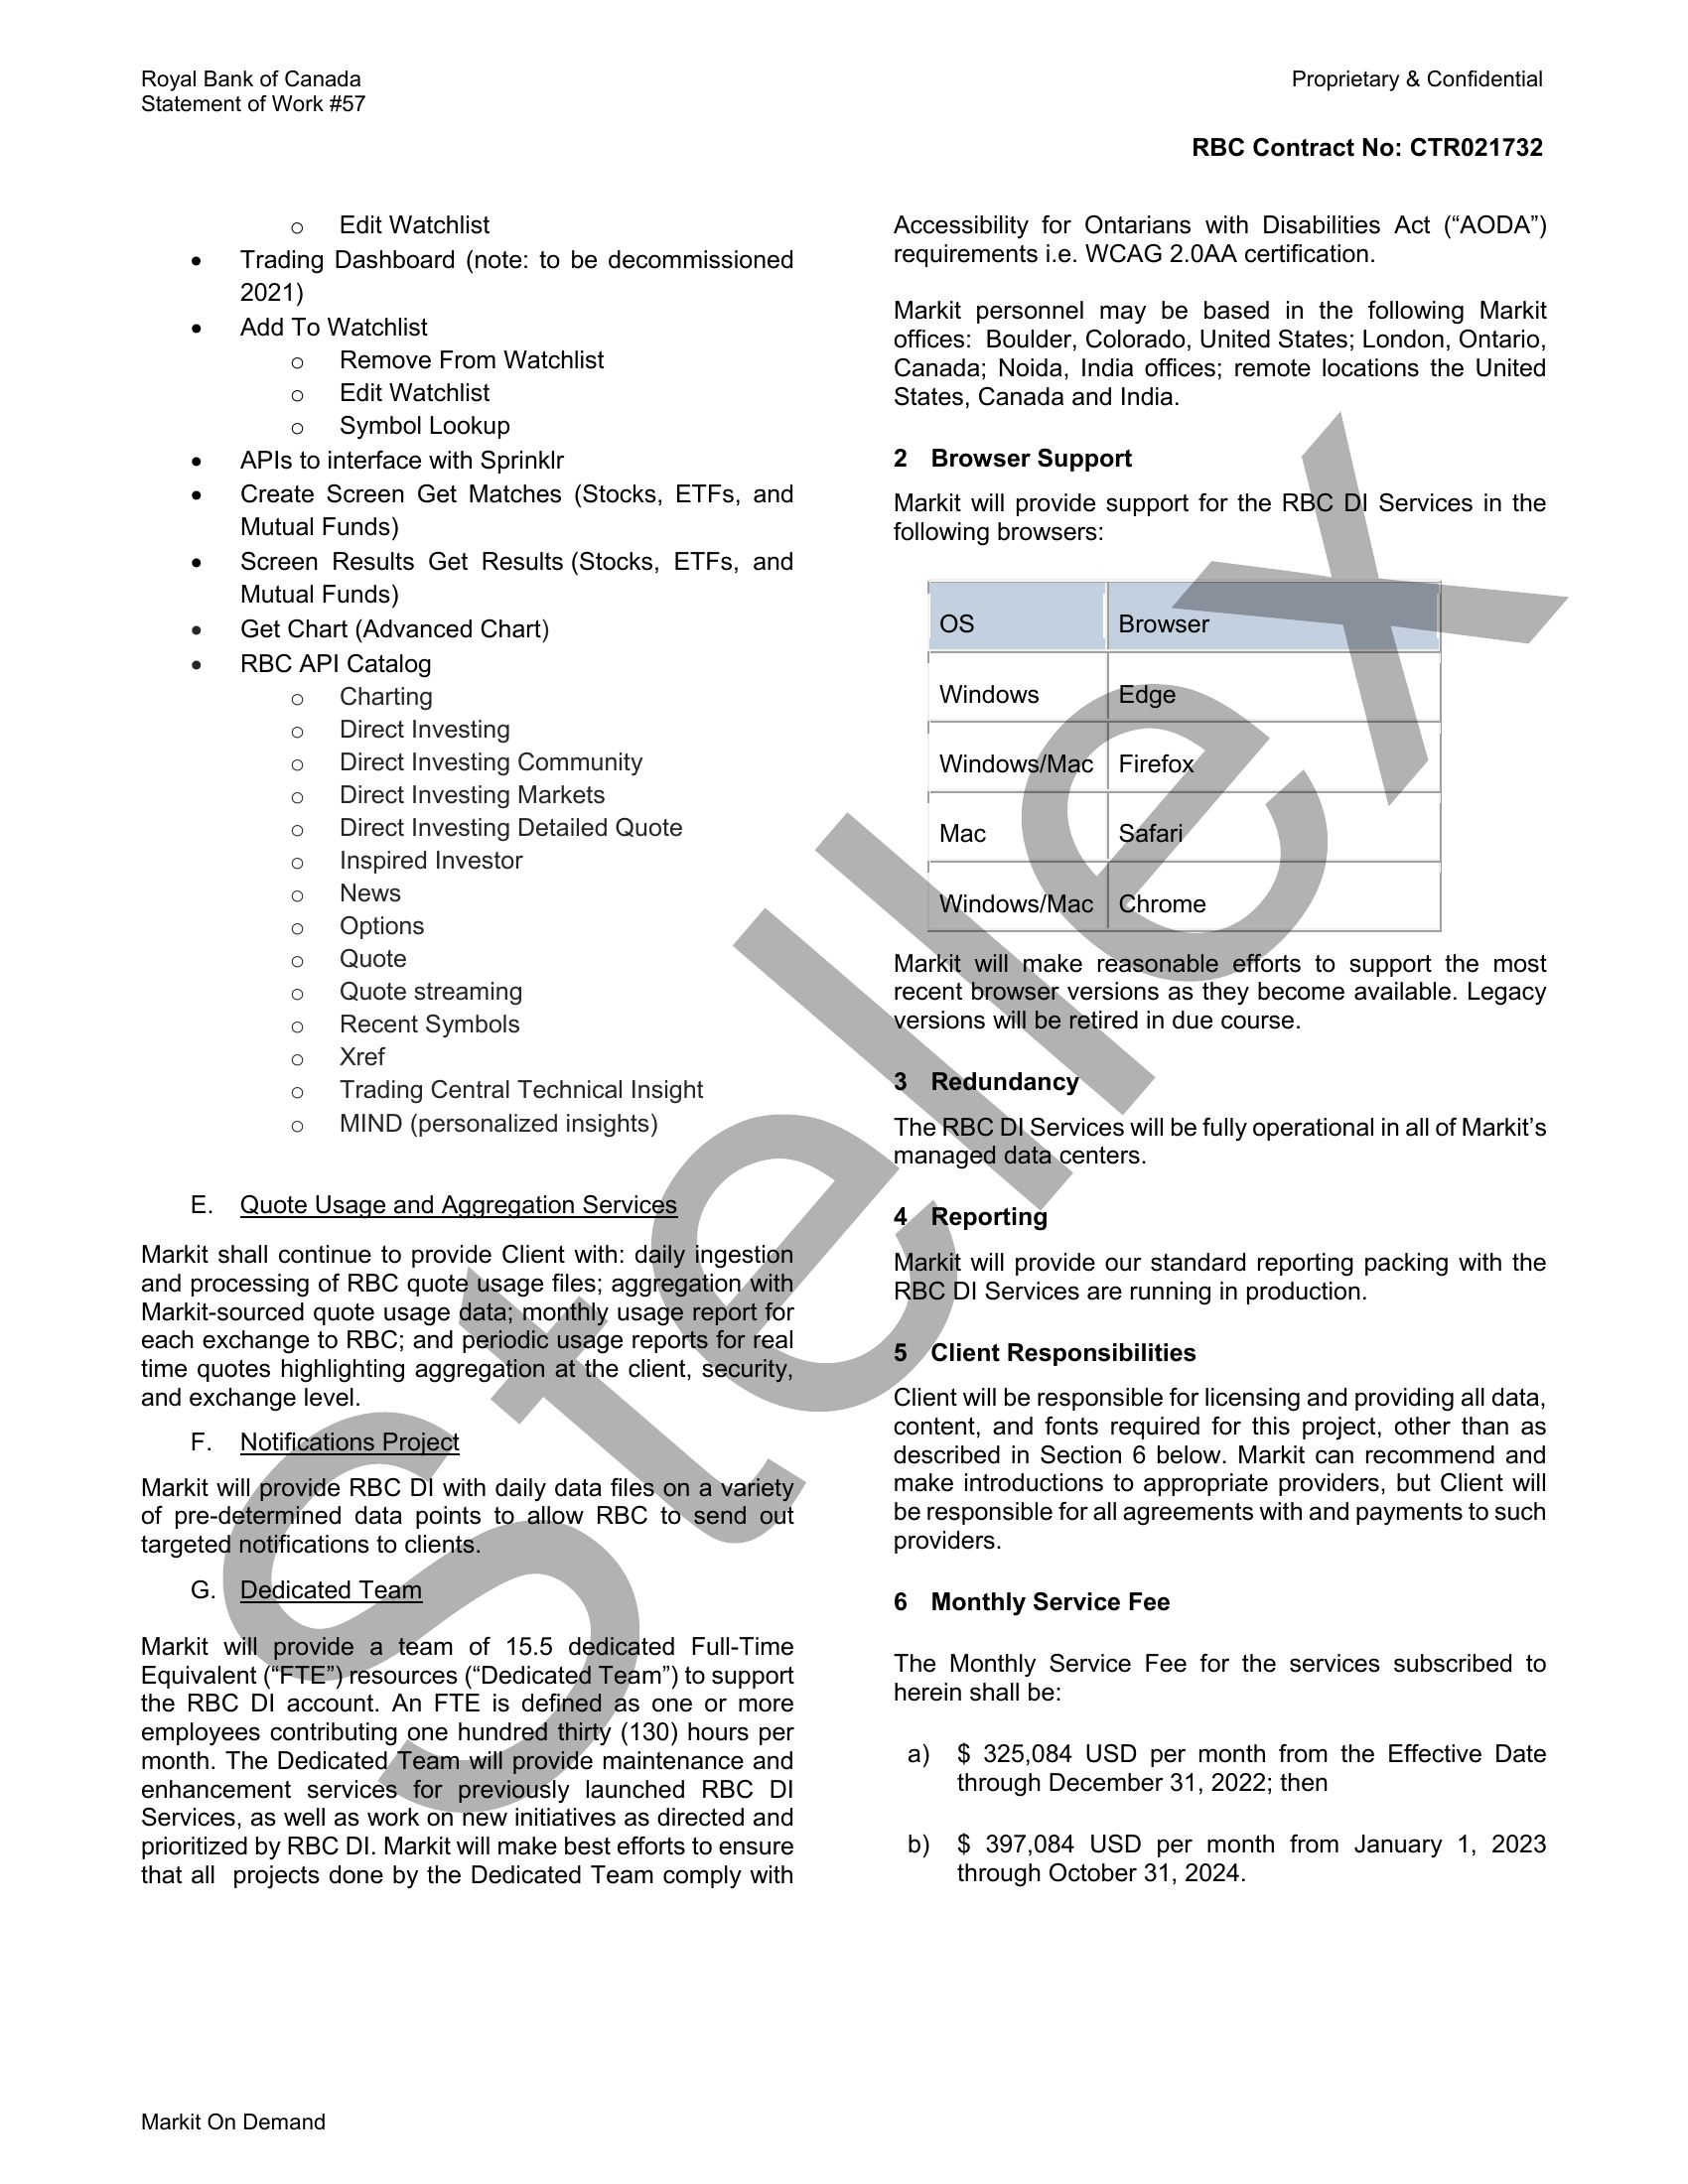 Royal Bank of Canada
Statement of Work #57
Proprietary & Confidential
RBC Contract No: CTR021732
o Edit Watchlist
• Trading Dashboard (note: to be decommissioned
2021)
• Add To Watchlist
o Remove From Watchlist
o Edit Watchlist
o Symbol Lookup
• APIs to interface with Sprinklr
• Create Screen Get Matches (Stocks, ETFs, and
Mutual Funds)
• Screen Results Get Results (Stocks, ETFs, and
Mutual Funds)
• Get Chart (Advanced Chart)
• RBC API Catalog
o Charting
o Direct Investing
o Direct Investing Community
o Direct Investing Markets
o Direct Investing Detailed Quote
o Inspired Investor
o News
o Options
o Quote
o Quote streaming
o Recent Symbols
o Xref
o Trading Central Technical Insight
o MIND (personalized insights)
E. Quote Usage and Aggregation Services
Markit shall continue to provide Client with: daily ingestion
and processing of RBC quote usage files; aggregation with
Markit-sourced quote usage data; monthly usage report for
each exchange to RBC; and periodic usage reports for real
time quotes highlighting aggregation at the client, security,
and exchange level.
F. Notifications Project
Markit will provide RBC DI with daily data files on a variety
of pre-determined data points to allow RBC to send out
targeted notifications to clients.
G. Dedicated Team
Markit will provide a team of 15.5 dedicated Full-Time
Equivalent (“FTE”) resources (“Dedicated Team”) to support
the RBC DI account. An FTE is defined as one or more
employees contributing one hundred thirty (130) hours per
month. The Dedicated Team will provide maintenance and
enhancement services for previously launched RBC DI
Services, as well as work on new initiatives as directed and
prioritized by RBC DI. Markit will make best efforts to ensure
that all projects done by the Dedicated Team comply with
Accessibility for Ontarians with Disabilities Act (“AODA”)
requirements i.e. WCAG 2.0AA certification.
Markit personnel may be based in the following Markit
offices: Boulder, Colorado, United States; London, Ontario,
Canada; Noida, India offices; remote locations the United
States, Canada and India.
2 Browser Support
Markit will provide support for the RBC DI Services in the
following browsers:
OS Browser
Windows Edge
Windows/Mac Firefox
Mac Safari
Windows/Mac Chrome
Markit will make reasonable efforts to support the most
recent browser versions as they become available. Legacy
versions will be retired in due course.
3 Redundancy
The RBC DI Services will be fully operational in all of Markit’s
managed data centers.
4 Reporting
Markit will provide our standard reporting packing with the
RBC DI Services are running in production.
5 Client Responsibilities
Client will be responsible for licensing and providing all data,
content, and fonts required for this project, other than as
described in Section 6 below. Markit can recommend and
make introductions to appropriate providers, but Client will
be responsible for all agreements with and payments to such
providers.
6 Monthly Service Fee
The Monthly Service Fee for the services subscribed to
herein shall be:
a) $ 325,084 USD per month from the Effective Date
through December 31, 2022; then
b) $ 397,084 USD per month from January 1, 2023
through October 31, 2024.
Markit On Demand
Stellex